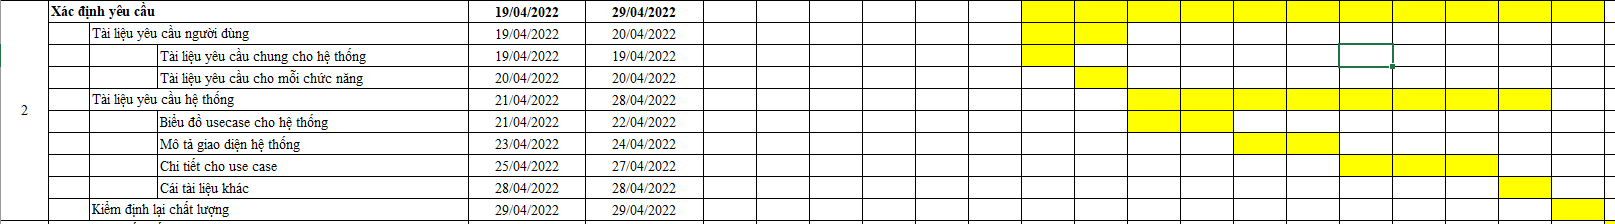 Xác định yêu cầu 19/04/2022 29/04/2022
Tài liệu yêu cầu người dùng 19/04/2022 20/04/2022
Tài liệu yêu cầu chung cho hệ thống 19/04/2022 19/04/2022
Tài liệu yêu cầu cho mỗi chức năng 20/04/2022 20/04/2022
Tài liệu yêu cầu hệ thống 21/04/2022 28/04/2022
2 Biểu đồ usecase cho hệ thống 21/04/2022 22/04/2022
Mô tả giao diện hệ thống 23/04/2022 24/04/2022
Chi tiết cho use case 25/04/2022 27/04/2022
Cái tài liệu khác 28/04/2022 28/04/2022
Kiểm định lại chất lượng 29/04/2022 29/04/2022